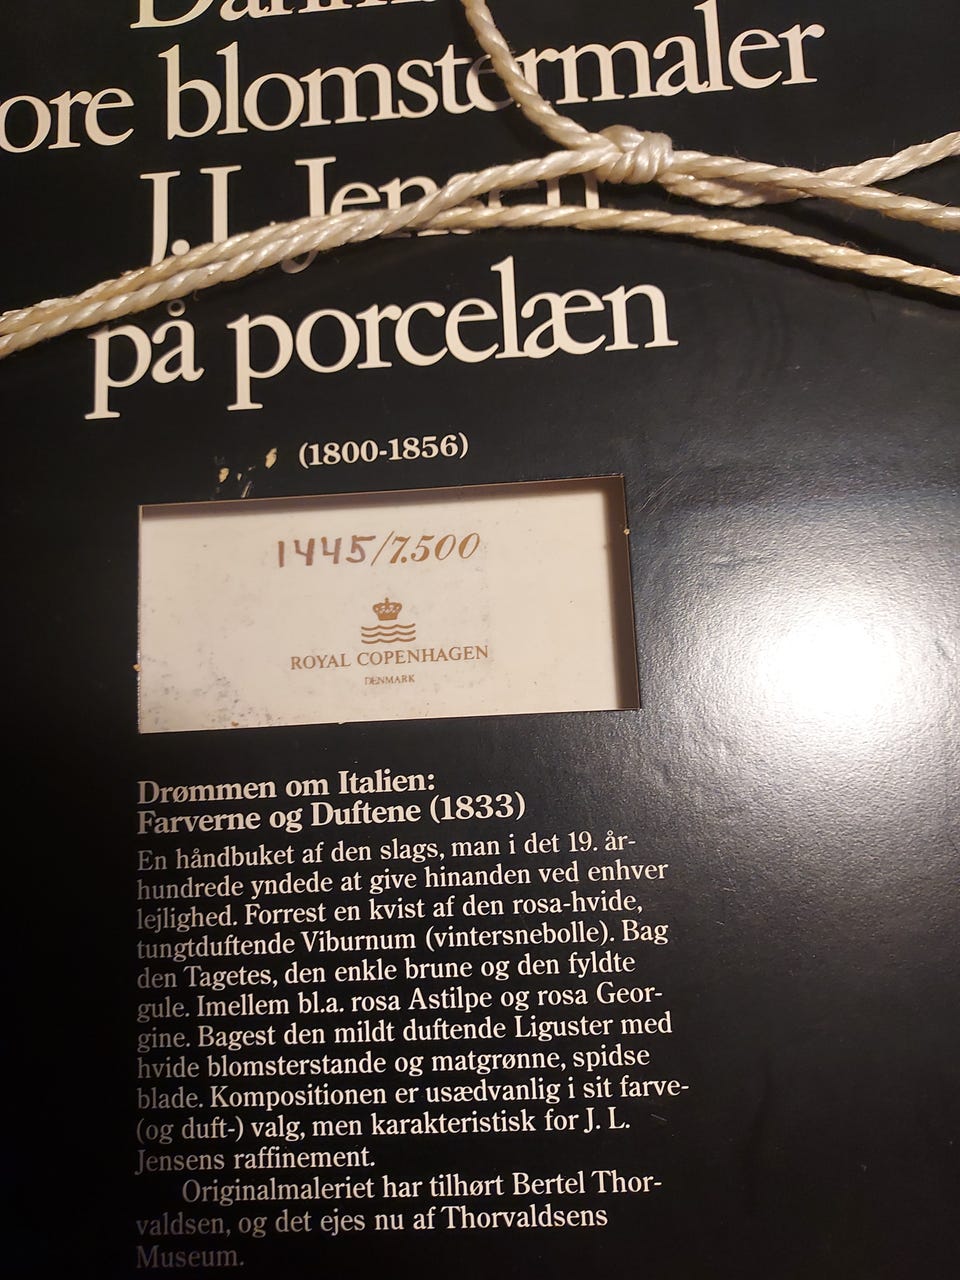 blomstermaler
J.L. Jensen
på porcelæn
(1800-1856)
1445/7.500
ROYAL COPENHAGEN
DENMARK
Drømmen om Italien:
Farverne og Duftene (1833)
En håndbuket af den slags, man i det 19. år-
hundrede yndede at give hinanden ved enhver
lejlighed. Forrest en kvist af den rosa-hvide,
tungtduftende Viburnum (vintersnebolle). Bag
den Tagetes, den enkle brune og den fyldte
gule. Imellem bl.a. rosa Astilpe og rosa Geor-
gine. Bagest den mildt duftende Liguster med
hvide blomsterstande og matgrønne, spidse
blade. Kompositionen er usædvanlig i sit farve-
(og duft-) valg, men karakteristisk for J. L.
Jensens raffinement.
Originalmaleriet har tilhørt Bertel Thor-
valdsen, og det ejes nu af Thorvaldsens
Museum.